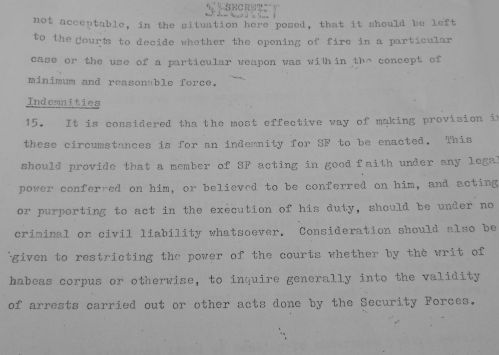 SECRET
not acceptable, in the situation here posed, that it should be left
to the Courts to decide whether the opening of fire in a particular
case or the use of a particular weapon was within the concept of
minimum and reasonable force.
Indemnities
15. It is considered tha the most effective way of making provision in
these circumstances is for an indemnity for SF to be enacted. This
should provide that a member of SF acting in good faith under any legal
power conferred on him, or believed to be conferred on him, and acting
or purporting to act in the execution of his duty, should be under no
criminal or civil liability whatsoever. Consideration should also be
given to restricting the power of the courts whether by the writ of
habeas corpus or otherwise, to inquire generally into the validity
of arrests carried out or other acts done by the Security Forces.